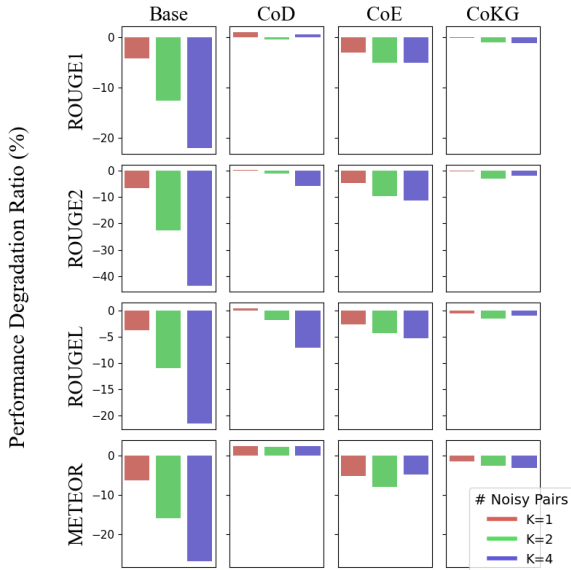 Base CoD CoE CoKG
Performance Degradation Ratio (%)
ROUGE1
0
−10
−20
ROUGE2
0
−10
−20
−30
−40
ROUGEL
0
−5
−10
−15
−20
METEOR
0
−10
−20
# Noisy Pairs
K=1
K=2
K=4